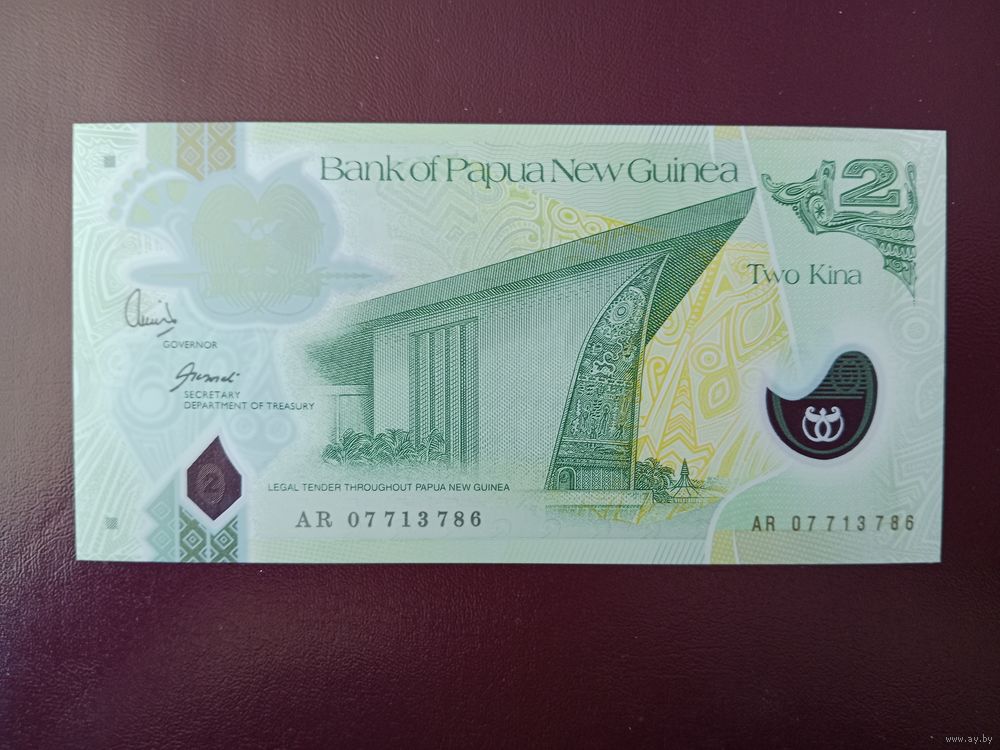 Bank of Papua New Guinea
2
Two Kina
GOVERNOR
SECRETARY
DEPARTMENT OF TREASURY
2
LEGAL TENDER THROUGHOUT PAPUA NEW GUINEA
AR 07713786
AR 07713786
www.ay.by